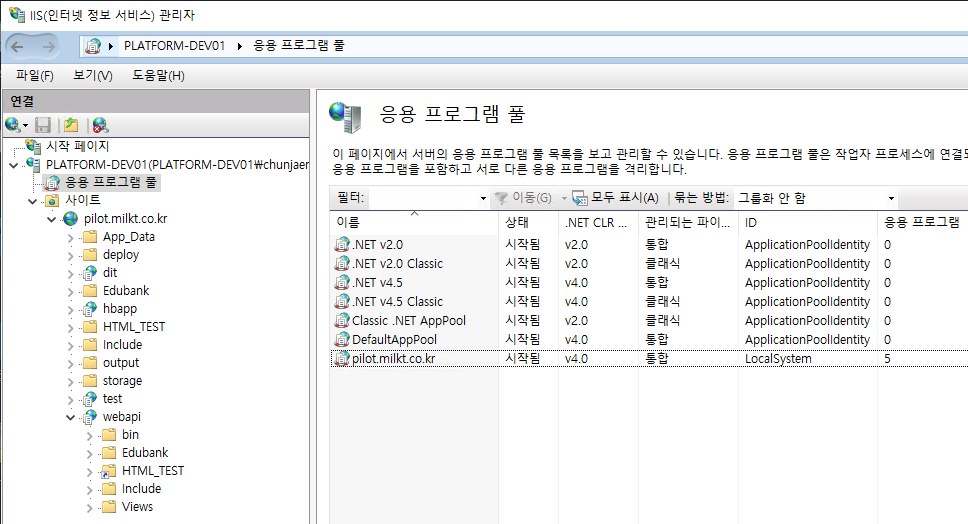 IIS(인터넷 정보 서비스) 관리자
PLATFORM-DEV01 응용 프로그램 풀
파일(F) 보기(V) 도움말(H)
연결
시작 페이지
PLATFORM-DEV01(PLATFORM-DEV01₩chunjaer
응용 프로그램 풀
사이트
pilot.milkt.co.kr
App_Data
deploy
dit
Edubank
hbapp
HTML_TEST
Include
output
storage
test
webapi
bin
Edubank
HTML_TEST
Include
Views
응용 프로그램 풀
이 페이지에서 서버의 응용 프로그램 풀 목록을 보고 관리할 수 있습니다. 응용 프로그램 풀은 작업자 프로세스에 연결되
응용 프로그램을 포함하고 서로 다른 응용 프로그램을 격리합니다.
필터: 이동(G) 모두 표시(A) 묶는 방법: 그룹화 안 함
이름 상태 .NET CLR ... 관리되는 파이... ID 응용 프로그램
.NET v2.0 시작됨 v2.0 통합 ApplicationPoolIdentity 0
.NET v2.0 Classic 시작됨 v2.0 클래식 ApplicationPoolIdentity 0
.NET v4.5 시작됨 v4.0 통합 ApplicationPoolIdentity 0
.NET v4.5 Classic 시작됨 v4.0 클래식 ApplicationPoolIdentity 0
Classic .NET AppPool 시작됨 v2.0 클래식 ApplicationPoolIdentity 0
DefaultAppPool 시작됨 v4.0 통합 ApplicationPoolIdentity 0
pilot.milkt.co.kr 시작됨 v4.0 통합 LocalSystem 5